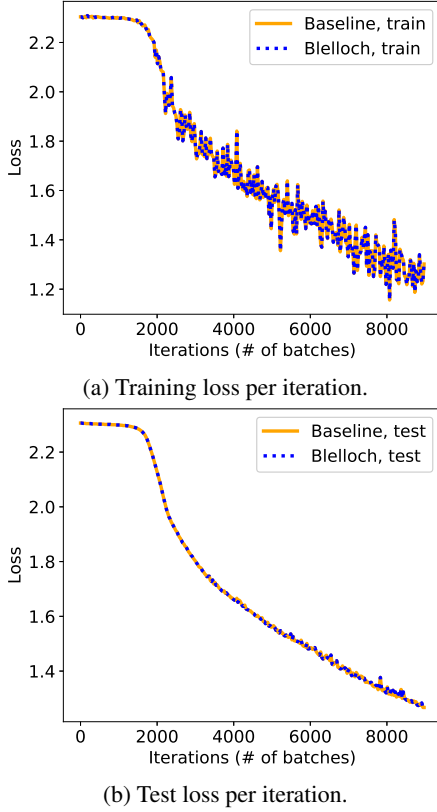 Baseline, train
Blelloch, train
Loss
2.2
2.0
1.8
1.6
1.4
1.2
0 2000 4000 6000 8000
Iterations (# of batches)
(a) Training loss per iteration.
Baseline, test
Blelloch, test
Loss
2.2
2.0
1.8
1.6
1.4
0 2000 4000 6000 8000
Iterations (# of batches)
(b) Test loss per iteration.